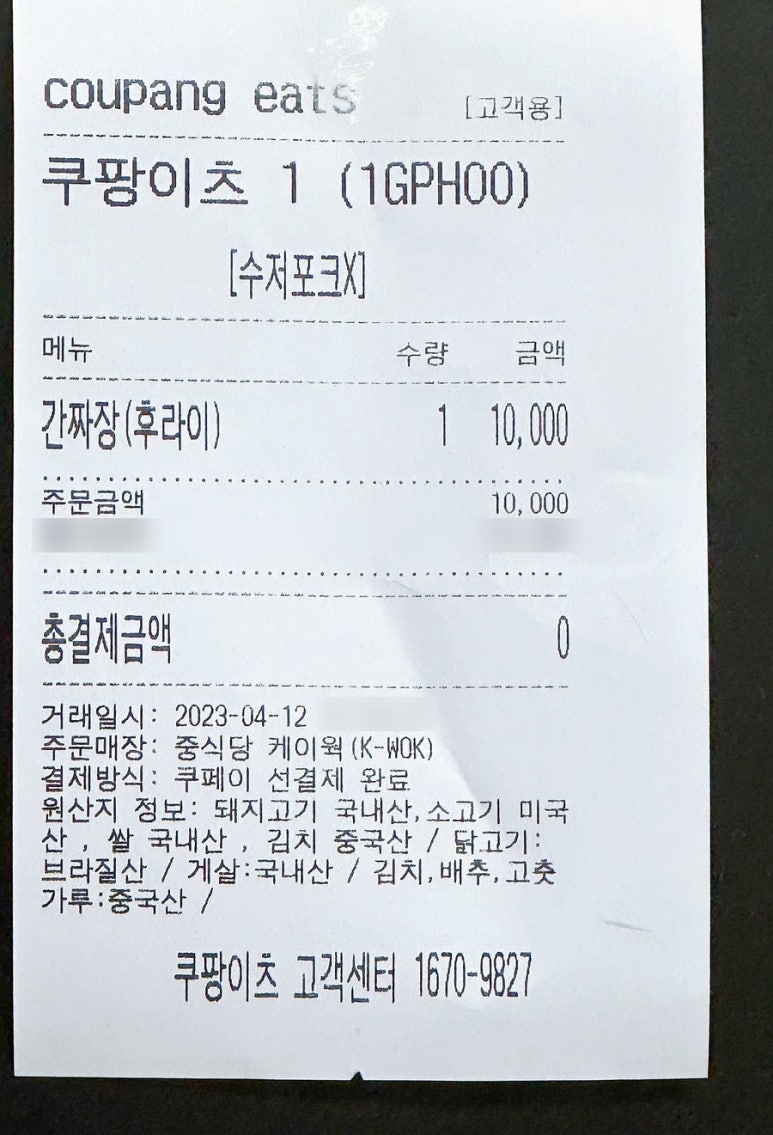 coupang eats [고객용]
쿠팡이츠 1 (1GPH00)
[수저포크X]
메뉴 수량 금액
간짜장(후라이) 1 10,000
주문금액 10,000
총결제금액 0
거래일시: 2023-04-12
주문매장: 중식당 케이웍(K-WOK)
결제방식: 쿠페이 선결제 완료
원산지 정보: 돼지고기 국내산,소고기 미국
산 , 쌀 국내산 , 김치 중국산 / 닭고기:
브라질산 / 게살:국내산 / 김치,배추,고춧
가루:중국산 /
쿠팡이츠 고객센터 1670-9827